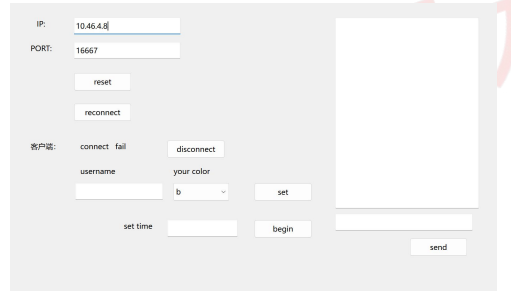 IP: 10.46.4.8
PORT: 16667
reset
reconnect
客户端: connect fail disconnect
username your color
b set
set time begin
send